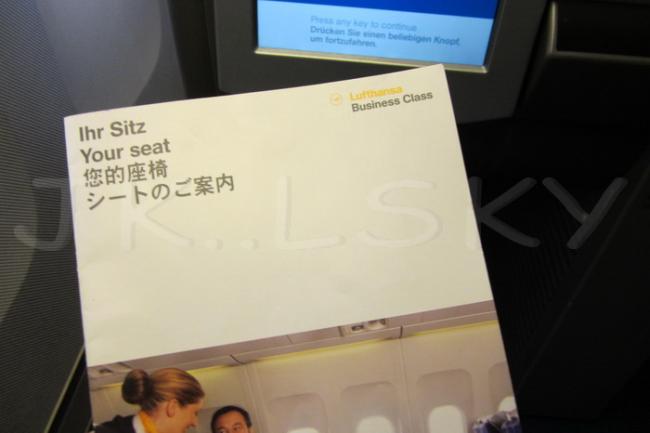 Press any key to continue
Drücken Sie einen beliebigen Knopf,
um fortzufahren.
Lufthansa
Business Class
Ihr Sitz
Your seat
您的座椅
シートのご案内
JK..LSKY